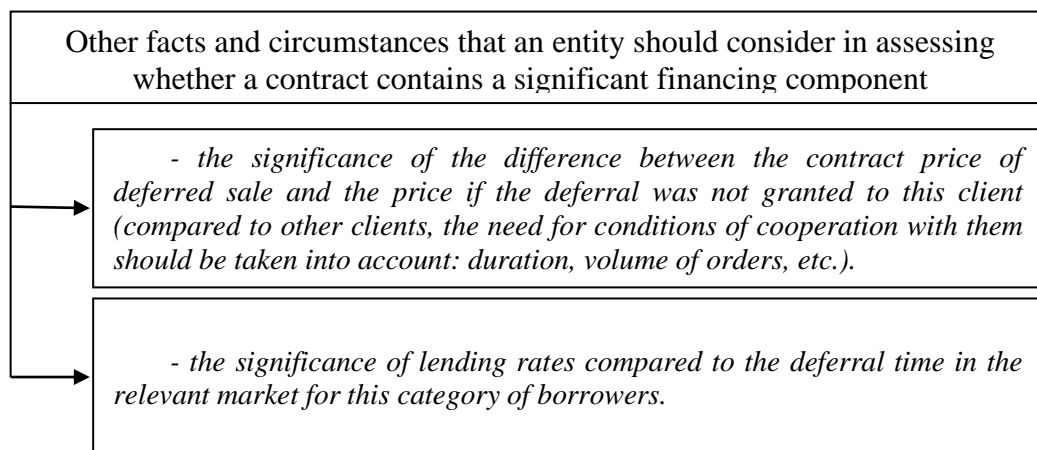 Other facts and circumstances that an entity should consider in assessing
whether a contract contains a significant financing component
- the significance of the difference between the contract price of
deferred sale and the price if the deferral was not granted to this client
(compared to other clients, the need for conditions of cooperation with them
should be taken into account: duration, volume of orders, etc.).
- the significance of lending rates compared to the deferral time in the
relevant market for this category of borrowers.